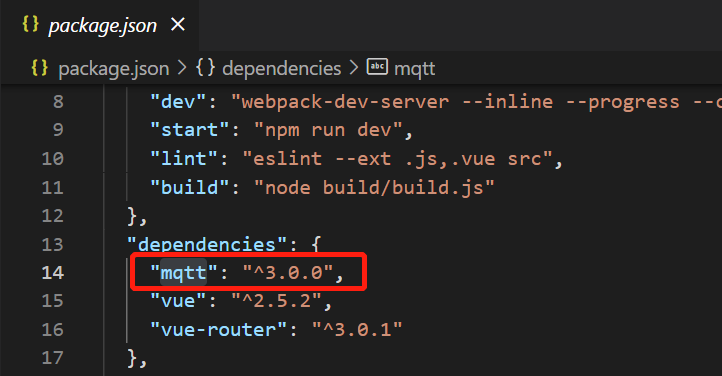 {} package.json ×
{} package.json > {} dependencies > abc mqtt
8 "dev": "webpack-dev-server --inline --progress --c
9 "start": "npm run dev",
10 "lint": "eslint --ext .js,.vue src",
11 "build": "node build/build.js"
12 },
13 "dependencies": {
14 "mqtt": "^3.0.0",
15 "vue": "^2.5.2",
16 "vue-router": "^3.0.1"
17 },